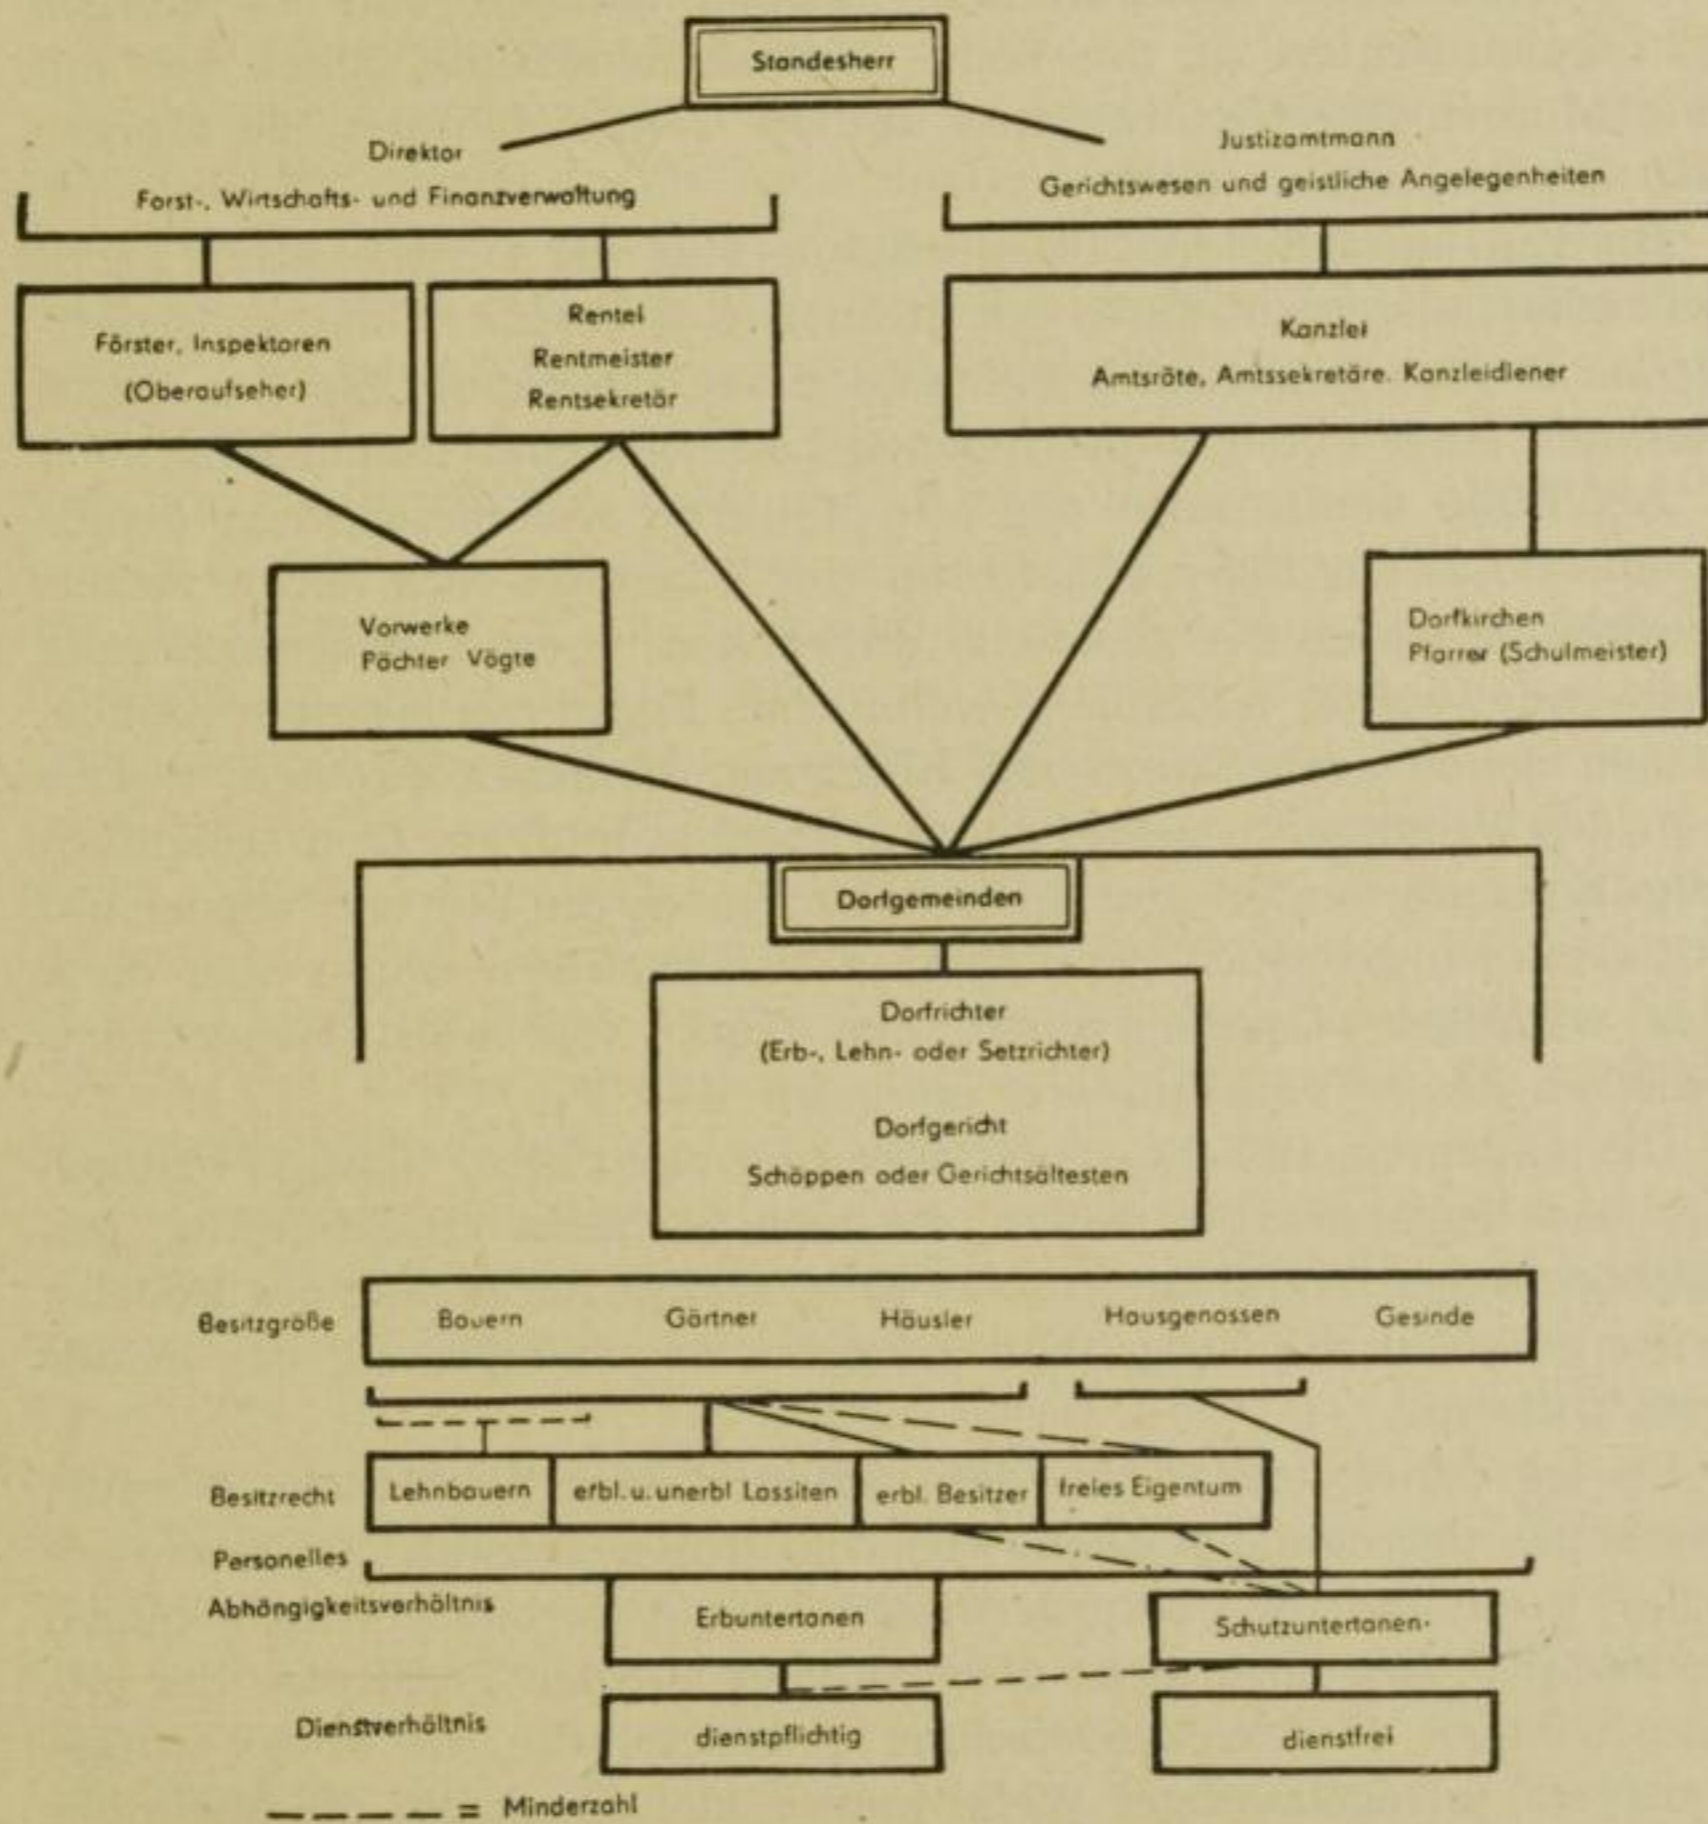 Standesherr
Direktor
Forst-, Wirtschafts- und Finanzverwaltung
Justizamtmann
Gerichtswesen und geistliche Angelegenheiten
Förster, Inspektoren
(Oberaufseher)
Rentei
Rentmeister
Rentsekretär
Kanzlei
Amtsräte, Amtssekretäre. Kanzleidiener
Vorwerke
Pächter Vögte
Dorfkirchen
Pfarrer (Schulmeister)
Dorfgemeinden
Dorfrichter
(Erb-, Lehn- oder Setzrichter)
Dorfgericht
Schöppen oder Gerichtsältesten
Besitzgröße Bauern Gärtner Häusler Hausgenossen Gesinde
Besitzrecht Lehnbauern erbl. u. unerbl Lassiten erbl. Besitzer freies Eigentum
Personelles
Abhängigkeitsverhältnis Erbuntertanen Schutzuntertanen
Dienstverhältnis dienstpflichtig dienstfrei
= Minderzahl